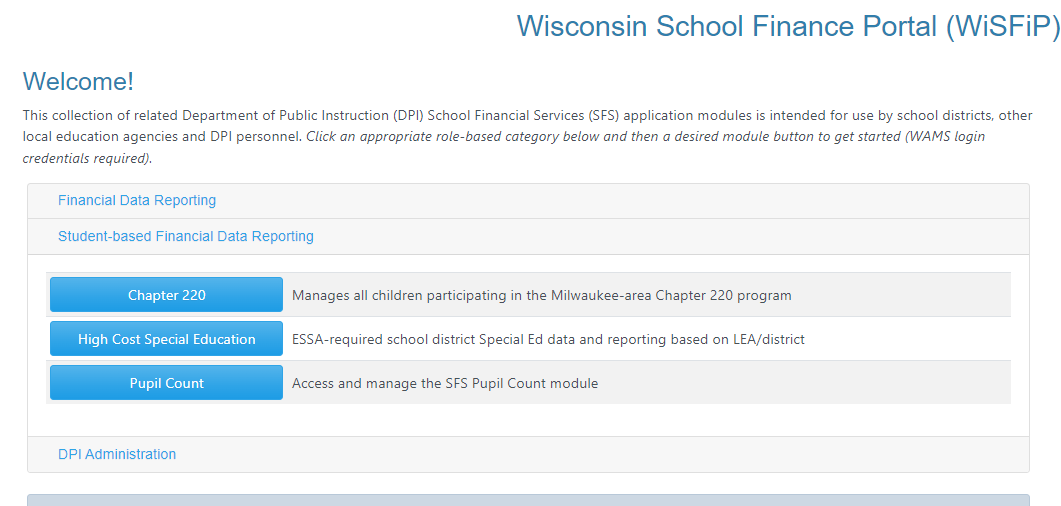 Wisconsin School Finance Portal (WiSFiP)
Welcome!
This collection of related Department of Public Instruction (DPI) School Financial Services (SFS) application modules is intended for use by school districts, other
local education agencies and DPI personnel. Click an appropriate role-based category below and then a desired module button to get started (WAMS login
credentials required).
Financial Data Reporting
Student-based Financial Data Reporting
Chapter 220 Manages all children participating in the Milwaukee-area Chapter 220 program
High Cost Special Education ESSA-required school district Special Ed data and reporting based on LEA/district
Pupil Count Access and manage the SFS Pupil Count module
DPI Administration